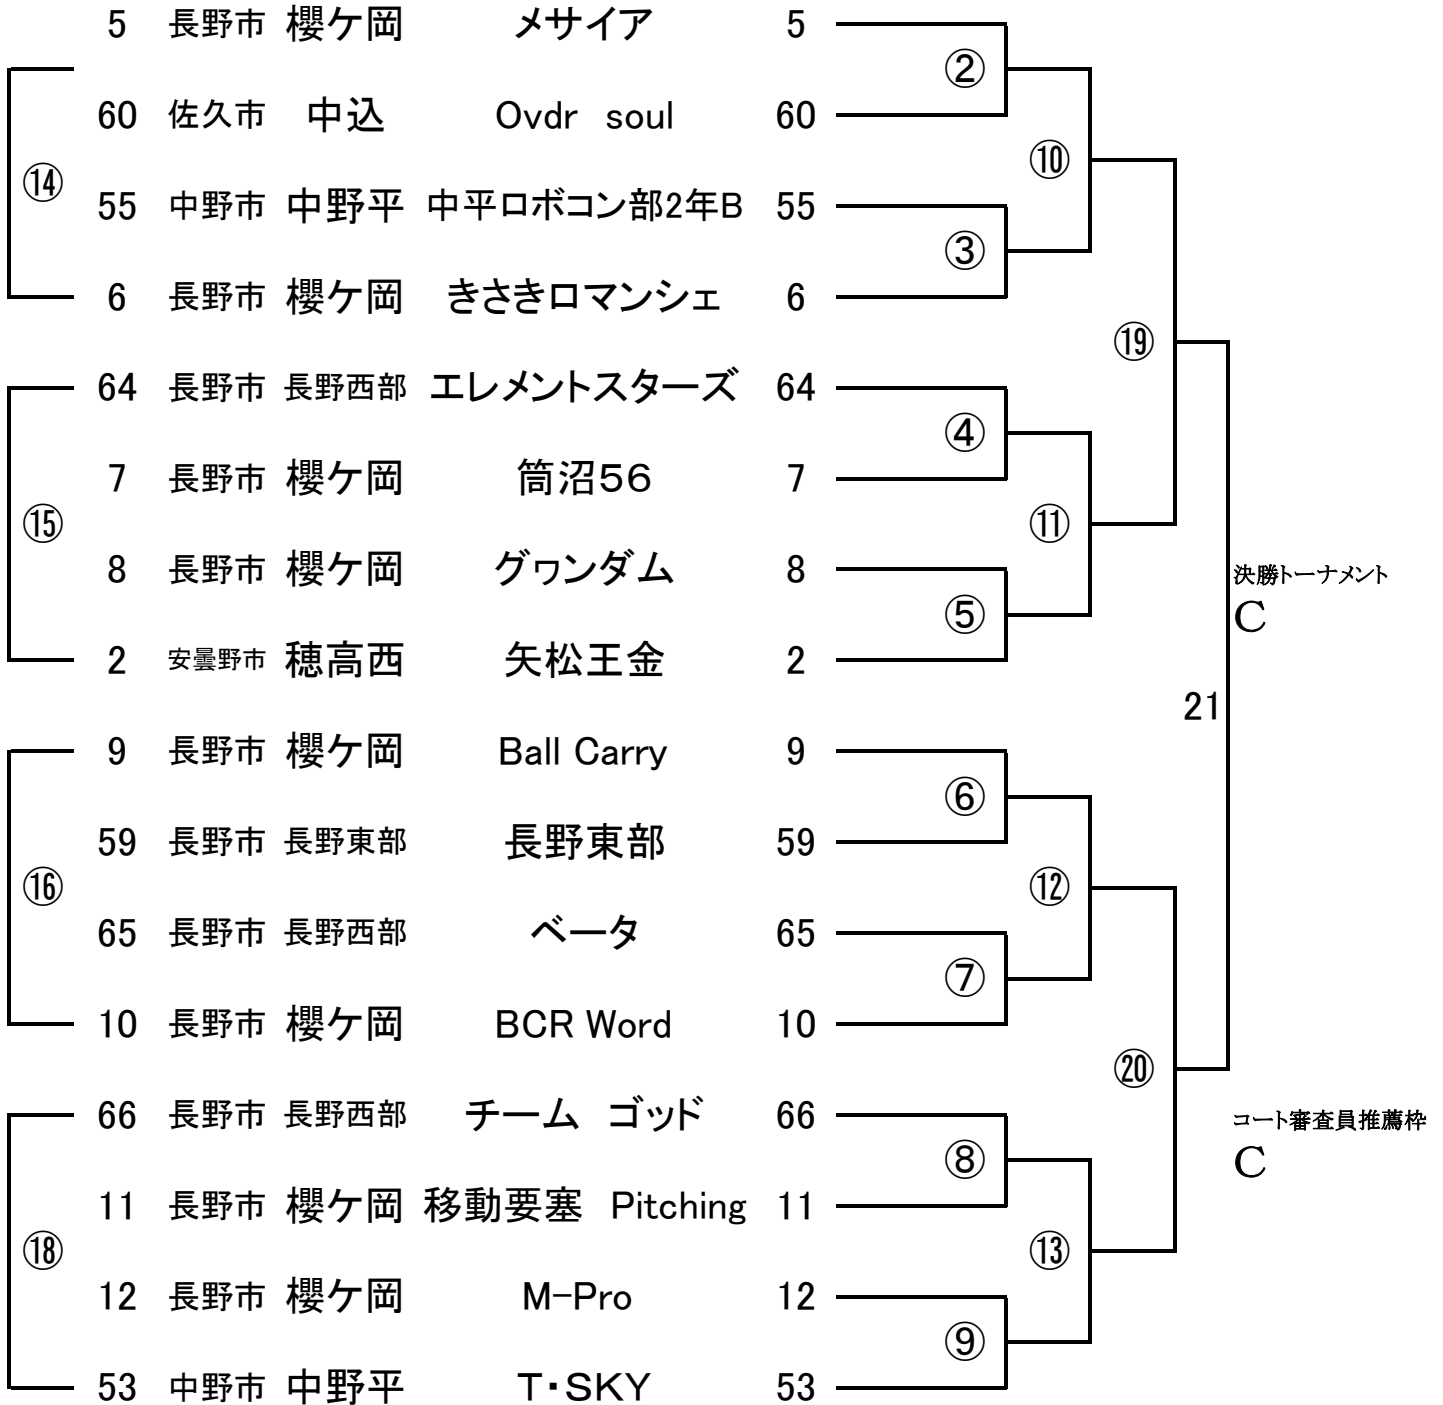 5 長野市 櫻ケ岡 メサイア 5
②
60 佐久市 中込 Ovdr soul 60
⑭ ⑩
55 中野市 中野平 中平ロボコン部2年B 55
③
6 長野市 櫻ケ岡 きさきロマンシェ 6
⑲
64 長野市 長野西部 エレメントスターズ 64
④
7 長野市 櫻ケ岡 筒沼56 7
⑮ ⑪
8 長野市 櫻ケ岡 グヮンダム 8
決勝トーナメント
⑤ C
2 安曇野市 穂高西 矢松王金 2
21
9 長野市 櫻ケ岡 Ball Carry 9
⑥
59 長野市 長野東部 長野東部 59
⑯ ⑫
65 長野市 長野西部 ベータ 65
⑦
10 長野市 櫻ケ岡 BCR Word 10
⑳
66 長野市 長野西部 チーム ゴッド 66 コート審査員推薦枠
⑧ C
11 長野市 櫻ケ岡 移動要塞 Pitching 11
⑱ ⑬
12 長野市 櫻ケ岡 M-Pro 12
⑨
53 中野市 中野平 T・SKY 53